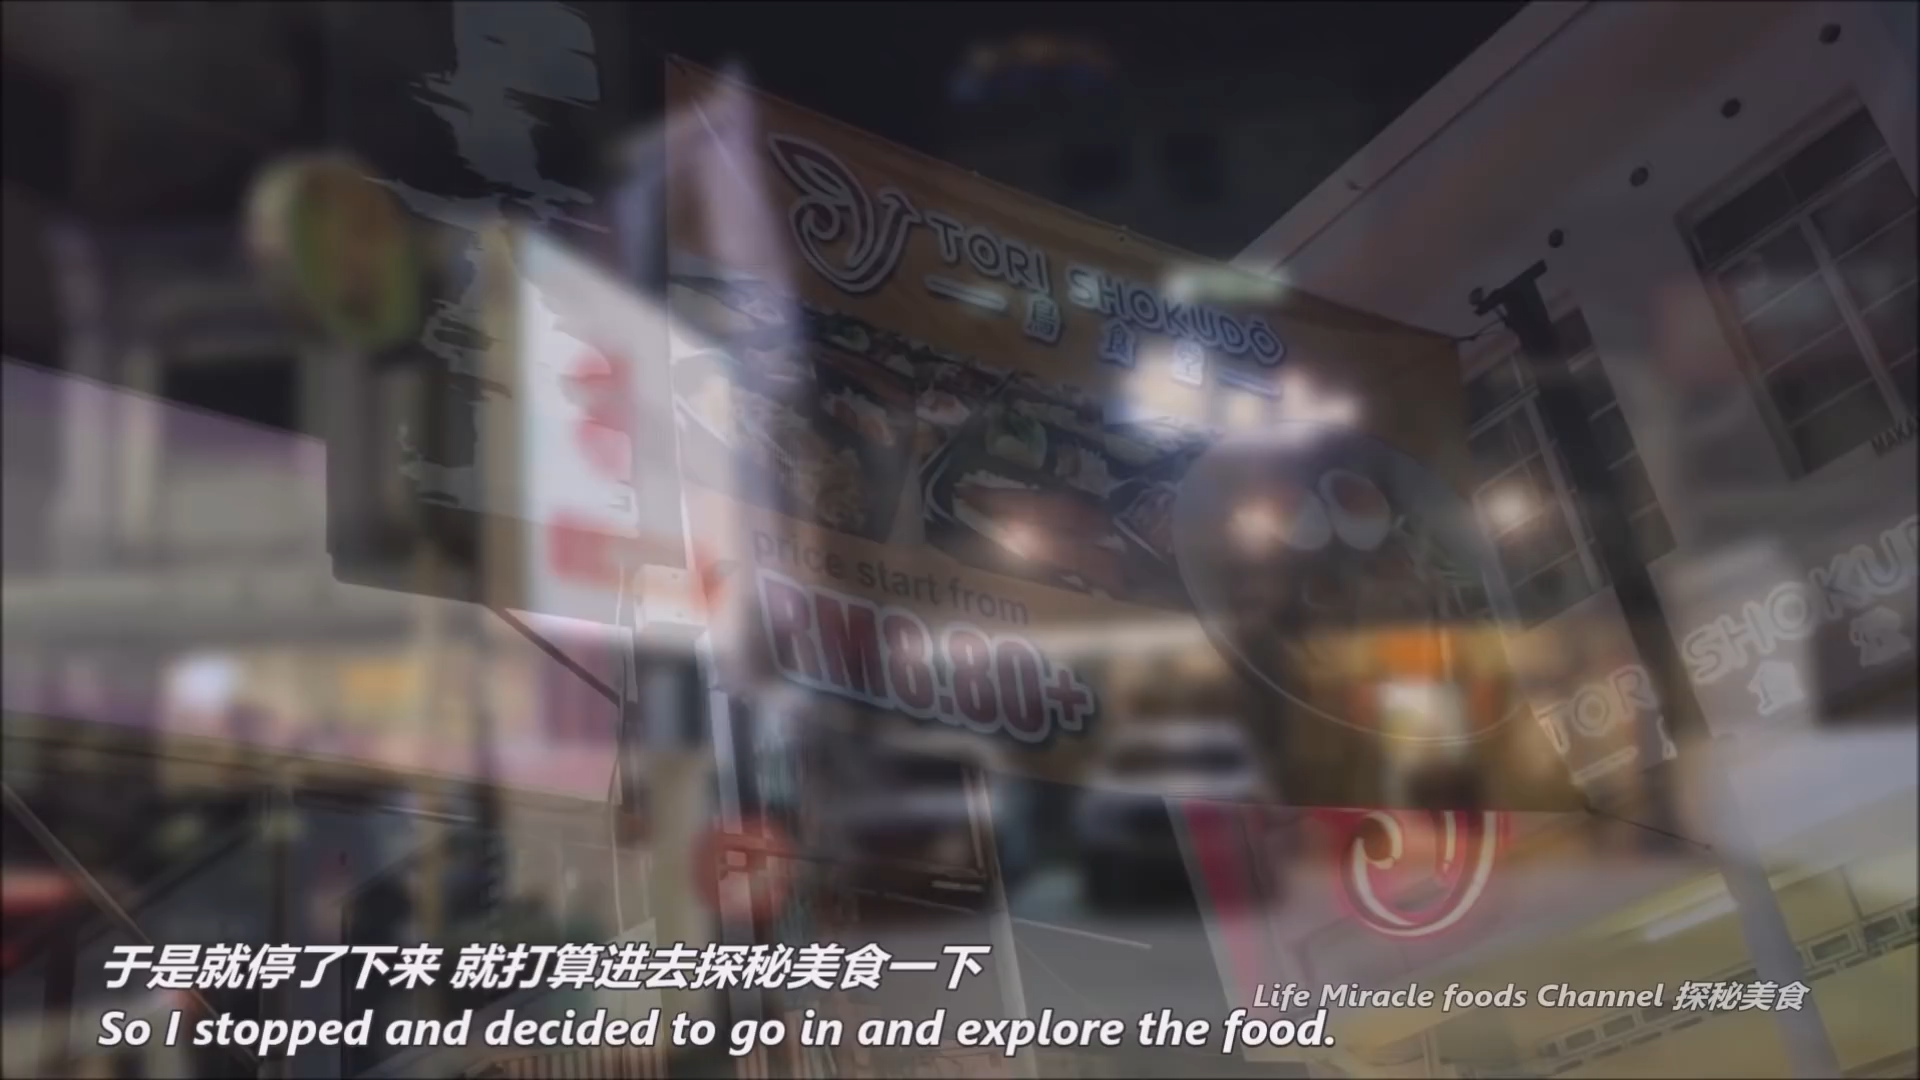 TORI SHOKUDŌ
鳥食堂
price start from
RM8.80+
TORI SHOKUD
食
于是就停了下来 就打算进去探秘美食一下
So I stopped and decided to go in and explore the food.
Life Miracle foods Channel 探秘美食